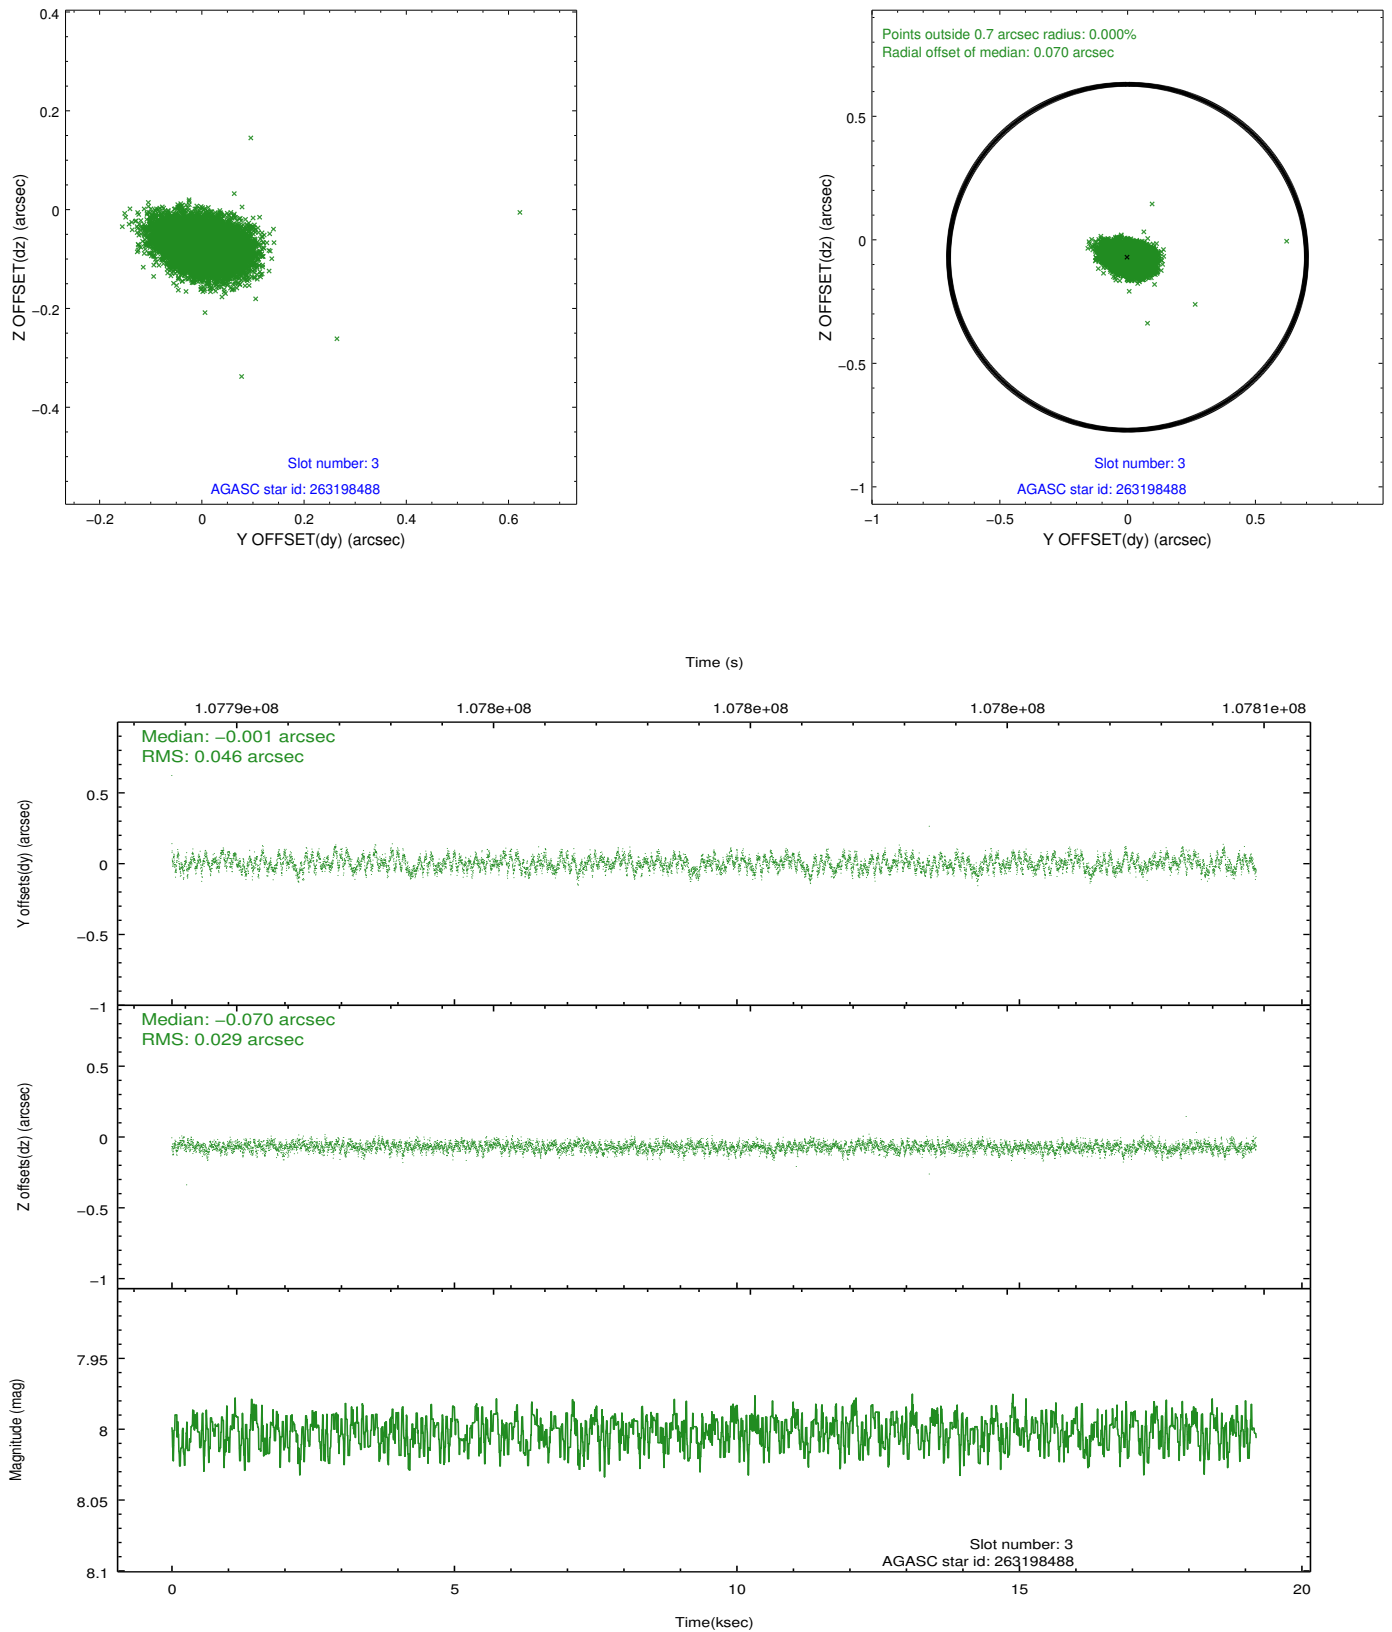 0.4
0.2
0
−0.2
−0.4
Z OFFSET(dz) (arcsec)
Slot number: 3
AGASC star id: 263198488
−0.2
0
0.2
0.4
0.6
Y OFFSET(dy) (arcsec)
Points outside 0.7 arcsec radius: 0.000%
Radial offset of median: 0.070 arcsec
0.5
0
−0.5
−1
Z OFFSET(dz) (arcsec)
Slot number: 3
AGASC star id: 263198488
−1
−0.5
0
0.5
Y OFFSET(dy) (arcsec)
Time (s)
1.0779e+08
1.078e+08
1.078e+08
1.078e+08
1.0781e+08
Median: −0.001 arcsec
RMS: 0.046 arcsec
0.5
0
−0.5
−1
Y offsets(dy) (arcsec)
Median: −0.070 arcsec
RMS: 0.029 arcsec
0.5
0
−0.5
−1
Z offsets(dz) (arcsec)
7.95
8
8.05
8.1
Magnitude (mag)
Slot number: 3
AGASC star id: 263198488
0
5
10
15
20
Time(ksec)